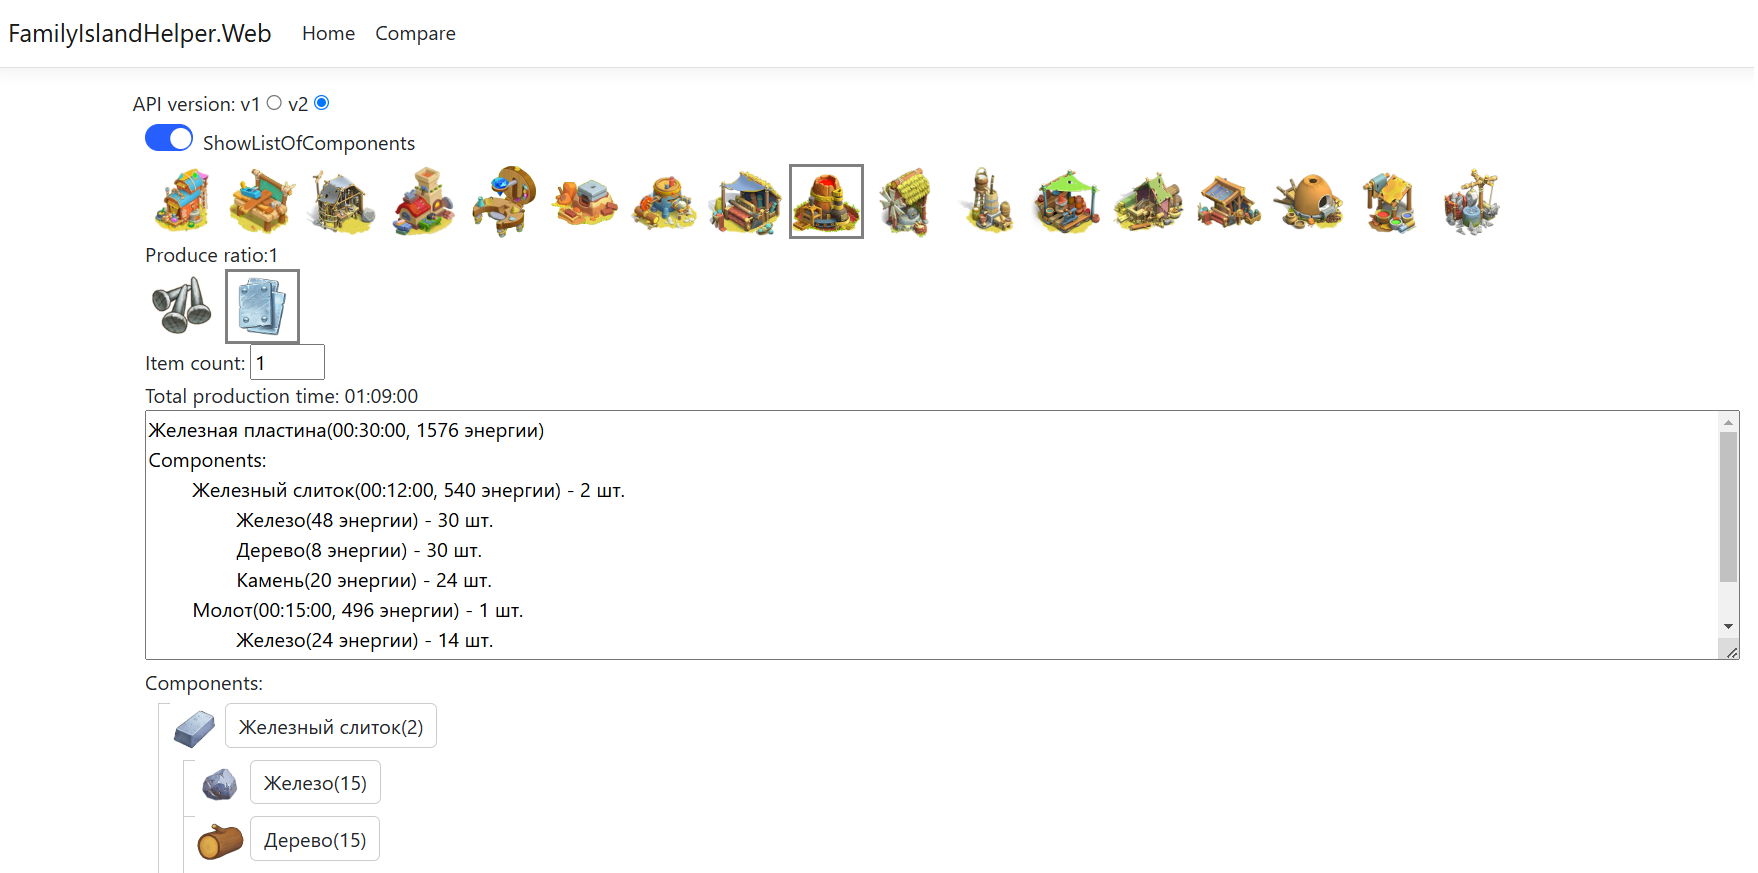 FamilyIslandHelper.Web Home Compare
API version: v1 v2
ShowListOfComponents
Produce ratio:1
Item count: 1
Total production time: 01:09:00
Железная пластина(00:30:00, 1576 энергии)
Components:
Железный слиток(00:12:00, 540 энергии) - 2 шт.
Железо(48 энергии) - 30 шт.
Дерево(8 энергии) - 30 шт.
Камень(20 энергии) - 24 шт.
Молот(00:15:00, 496 энергии) - 1 шт.
Железо(24 энергии) - 14 шт.
Components:
Железный слиток(2)
Железо(15)
Дерево(15)